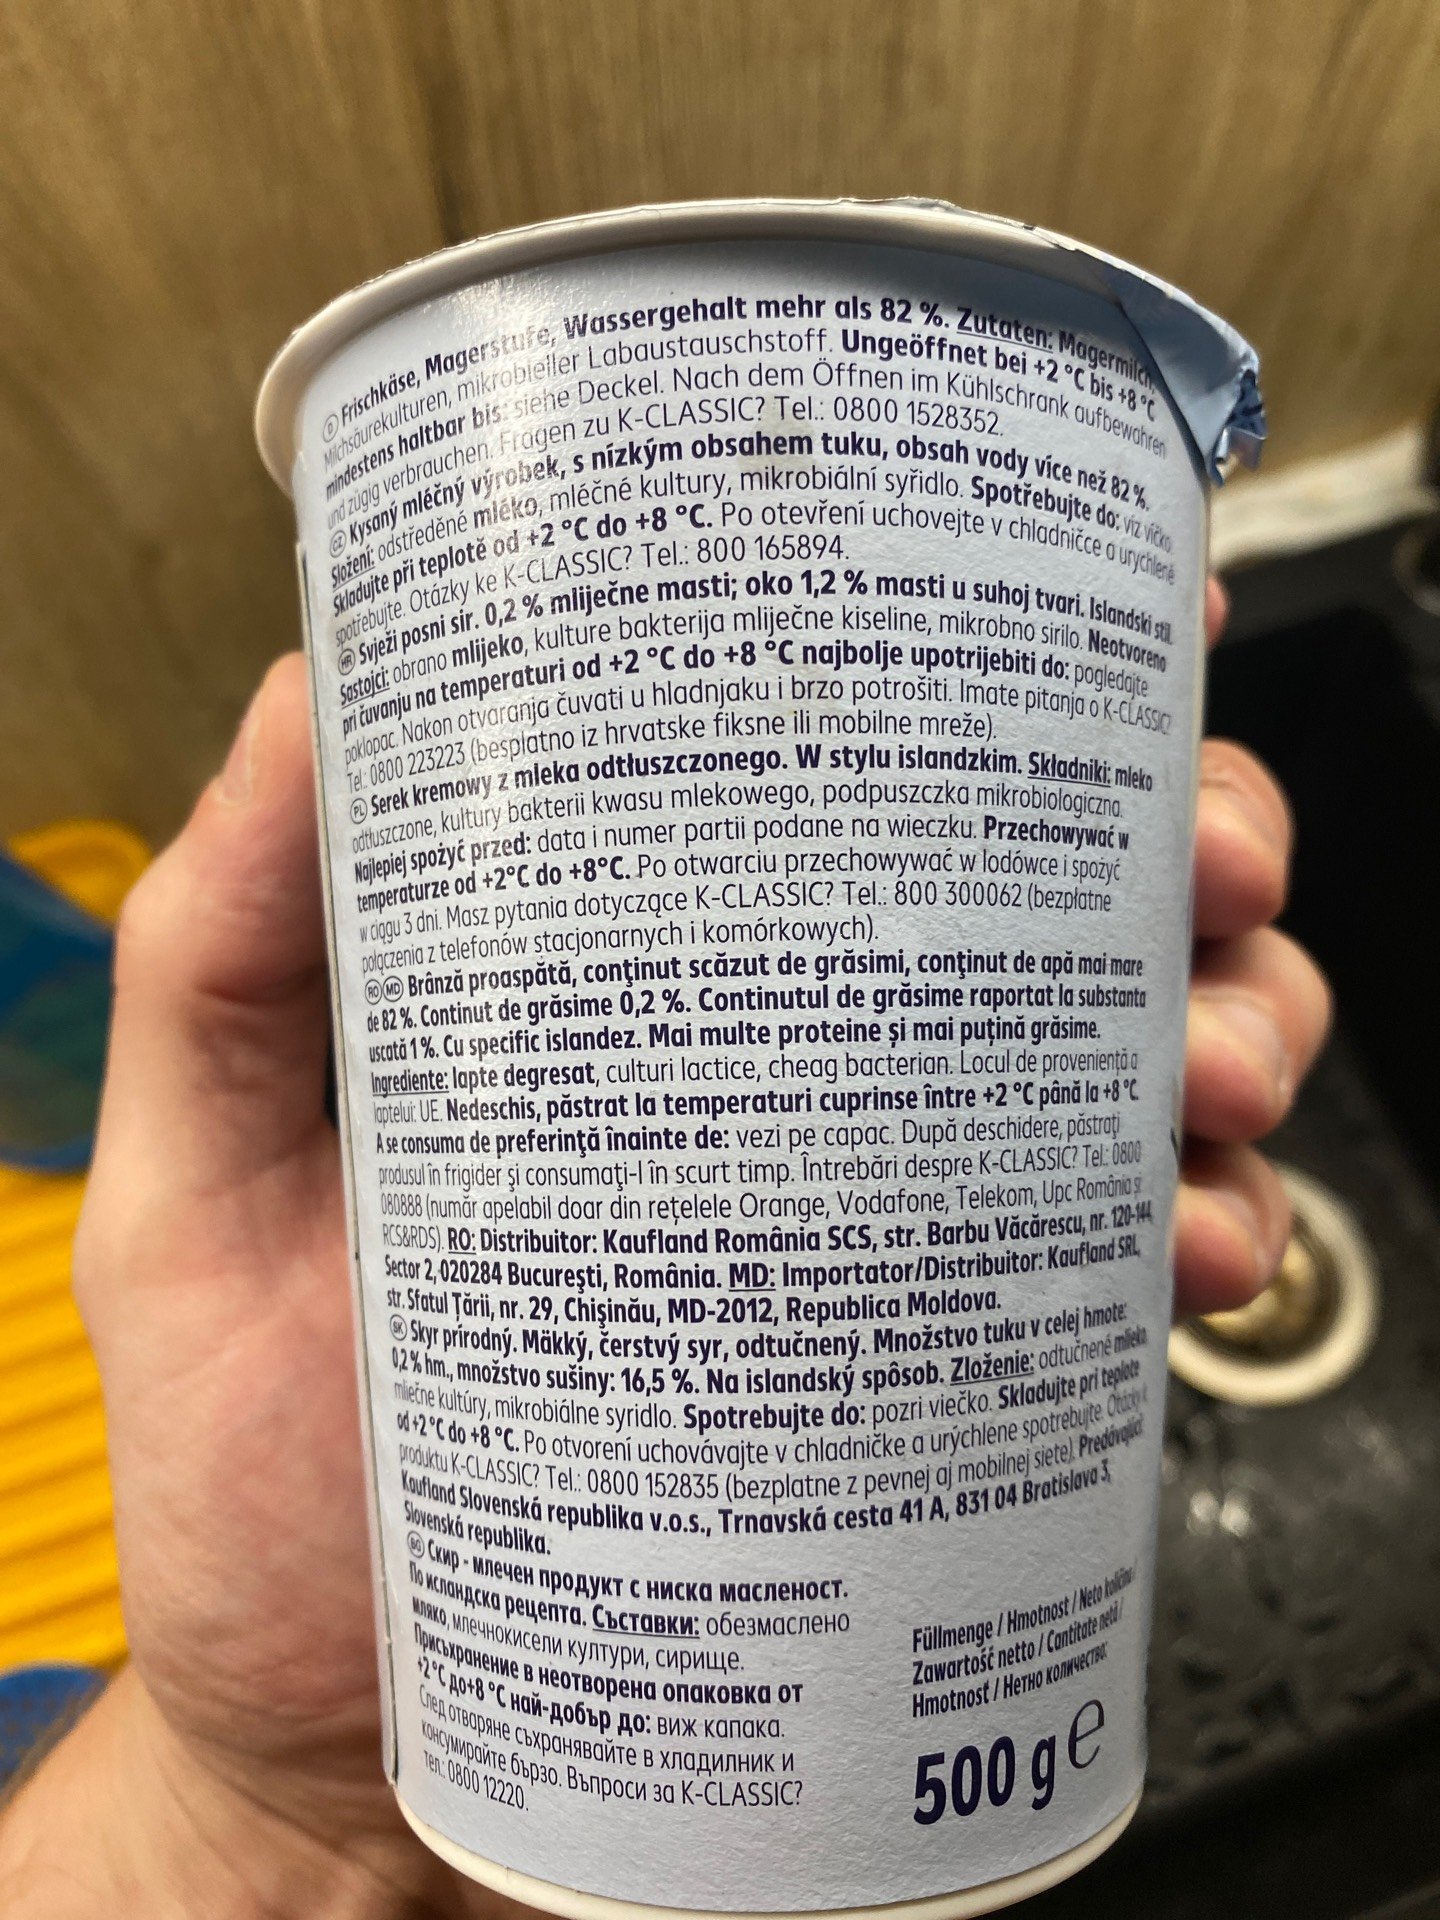 D Frischkäse, Magerstufe, Wassergehalt mehr als 82 %. Zutaten: Magermilch,
Milchsäurekulturen, mikrobieller Labaustauschstoff. Ungeöffnet bei +2 °C bis +8 °C
mindestens haltbar bis: siehe Deckel. Nach dem Öffnen im Kühlschrank aufbewahren
und zügig verbrauchen. Fragen zu K-CLASSIC? Tel.: 0800 1528352.
CZ Kysaný mléčný výrobek, s nízkým obsahem tuku, obsah vody více než 82 %.
Složení: odstředěné mléko, mléčné kultury, mikrobiální syřidlo. Spotřebujte do: viz víčko.
Skladujte při teplotě od +2 °C do +8 °C. Po otevření uchovejte v chladničce a urychleně
spotřebujte. Otázky ke K-CLASSIC? Tel.: 800 165894.
HR Svježi posni sir. 0,2 % mliječne masti; oko 1,2 % masti u suhoj tvari. Islandski stil.
Sastojci: obrano mlijeko, kulture bakterija mliječne kiseline, mikrobno sirilo. Neotvoreno
pri čuvanju na temperaturi od +2 °C do +8 °C najbolje upotrijebiti do: pogledajte
poklopac. Nakon otvaranja čuvati u hladnjaku i brzo potrošiti. Imate pitanja o K-CLASSIC?
Tel.: 0800 223223 (besplatno iz hrvatske fiksne ili mobilne mreže).
PL Serek kremowy z mleka odtłuszczonego. W stylu islandzkim. Składniki: mleko
odtłuszczone, kultury bakterii kwasu mlekowego, podpuszczka mikrobiologiczna.
Najlepiej spożyć przed: data i numer partii podane na wieczku. Przechowywać w
temperaturze od +2°C do +8°C. Po otwarciu przechowywać w lodówce i spożyć
w ciągu 3 dni. Masz pytania dotyczące K-CLASSIC? Tel.: 800 300062 (bezpłatne
połączenia z telefonów stacjonarnych i komórkowych).
RO MD Brânză proaspătă, conţinut scăzut de grăsimi, conţinut de apă mai mare
de 82 %. Continut de grăsime 0,2 %. Continutul de grăsime raportat la substanta
uscată 1 %. Cu specific islandez. Mai multe proteine și mai puţină grăsime.
Ingrediente: lapte degresat, culturi lactice, cheag bacterian. Locul de proveniență a
laptelui: UE. Nedeschis, păstrat la temperaturi cuprinse între +2 °C până la +8 °C.
A se consuma de preferinţă înainte de: vezi pe capac. După deschidere, păstraţi
produsul în frigider şi consumaţi-l în scurt timp. Întrebări despre K-CLASSIC? Tel.: 0800
080888 (număr apelabil doar din reţelele Orange, Vodafone, Telekom, Upc România și
RCS&RDS). RO: Distribuitor: Kaufland România SCS, str. Barbu Văcărescu, nr. 120-144,
Sector 2, 020284 Bucureşti, România. MD: Importator/Distribuitor: Kaufland SRL,
str. Sfatul Țării, nr. 29, Chişinău, MD-2012, Republica Moldova.
SK Skyr prírodný. Mäkký, čerstvý syr, odtučnený. Množstvo tuku v celej hmote:
0,2 % hm., množstvo sušiny: 16,5 %. Na islandský spôsob. Zloženie: odtučnené mlieko,
mliečne kultúry, mikrobiálne syridlo. Spotrebujte do: pozri viečko. Skladujte pri teplote
od +2 °C do +8 °C. Po otvorení uchovávajte v chladničke a urýchlene spotrebujte. Otázky k
produktu K-CLASSIC? Tel.: 0800 152835 (bezplatne z pevnej aj mobilnej siete). Predávajúci:
Kaufland Slovenská republika v.o.s., Trnavská cesta 41 A, 831 04 Bratislava 3,
Slovenská republika.
BG Скир - млечен продукт с ниска масленост.
По исландска рецепта. Съставки: обезмаслено
мляко, млечнокисели култури, сирище.
Присъхранение в неотворена опаковка от
+2 °C до+8 °C най-добър до: виж капака.
След отваряне съхранявайте в хладилник и
консумирайте бързо. Въпроси за K-CLASSIC?
тел.: 0800 12220.
Füllmenge / Hmotnost / Neto količina /
Zawartość netto / Cantitate netă /
Hmotnosť / Нетно количество:
500 g e